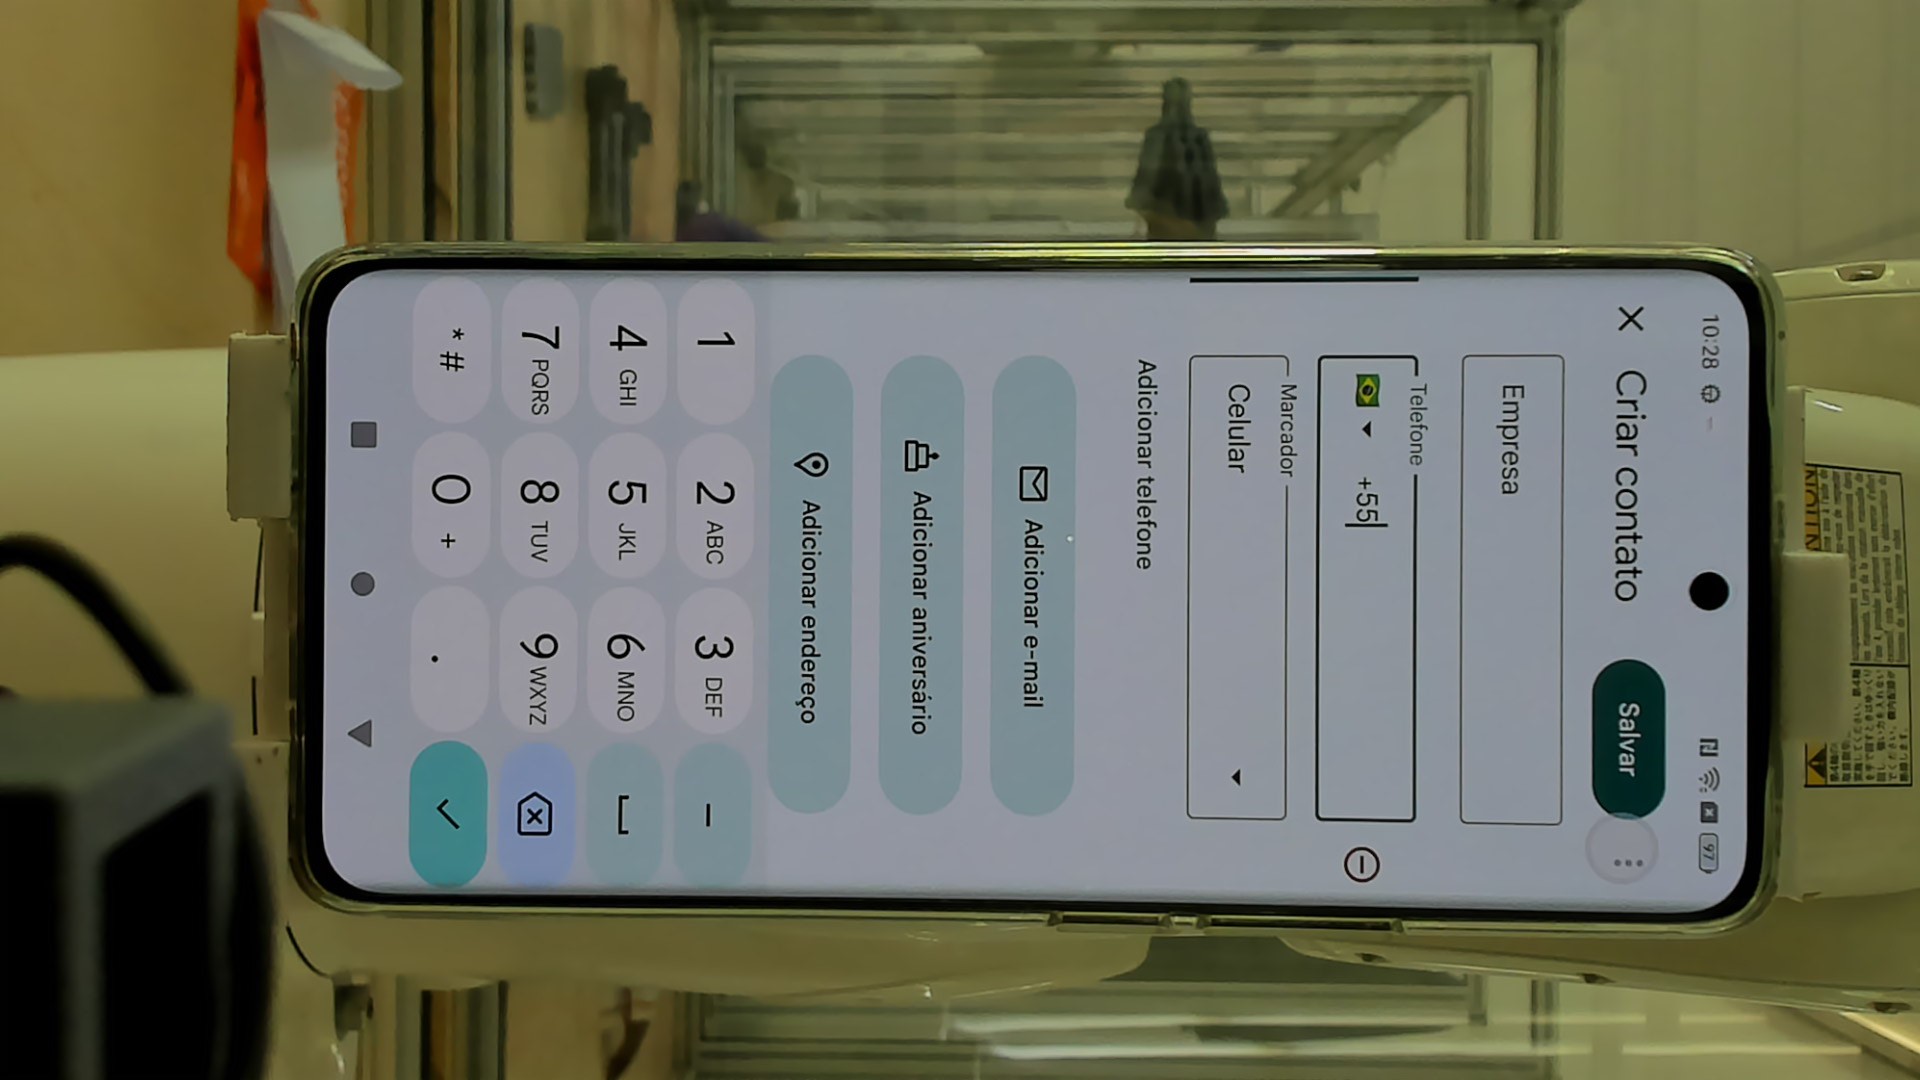 10:28
97
Criar contato
Salvar
Empresa
Telefone
+55
Marcador
Celular
Adicionar telefone
Adicionar e-mail
Adicionar aniversário
Adicionar endereço
1
2 ABC
3 DEF
-
4 GHI
5 JKL
6 MNO
7 PQRS
8 TUV
9 WXYZ
* #
0 +
.